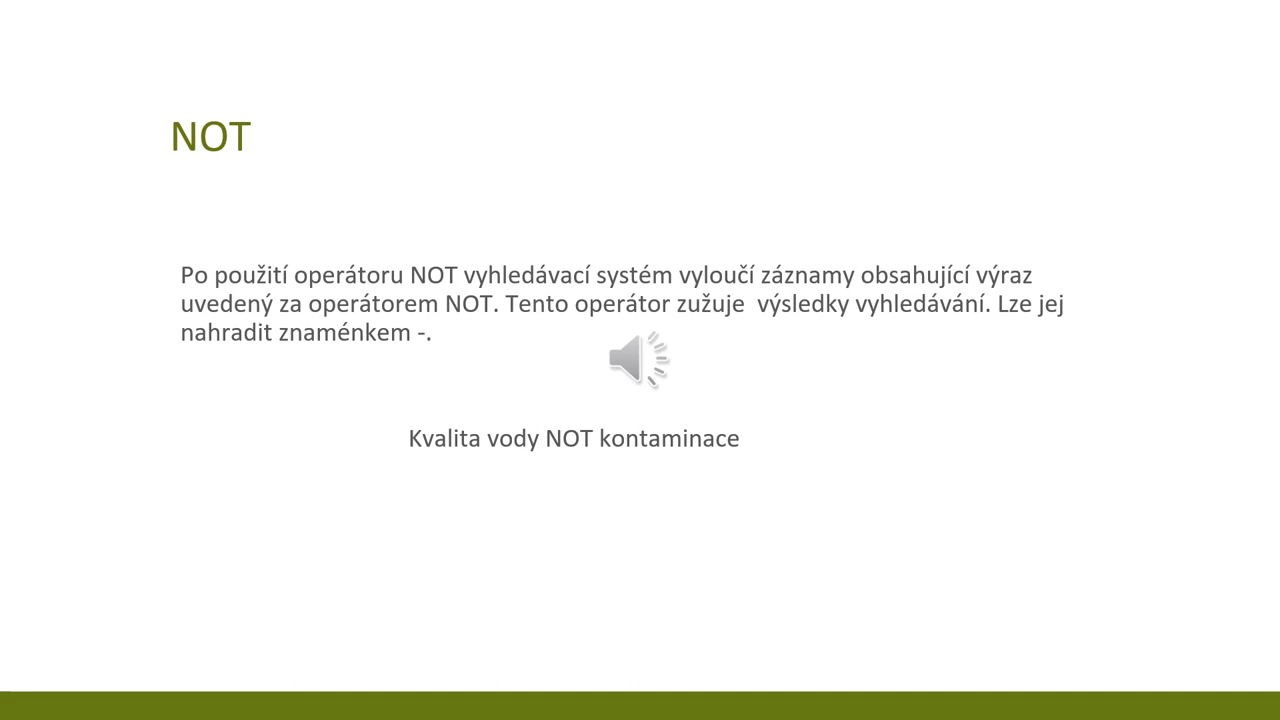 NOT
Po použití operátoru NOT vyhledávací systém vyloučí záznamy obsahující výraz
uvedený za operátorem NOT. Tento operátor zužuje  výsledky vyhledávání. Lze jej
nahradit znaménkem -.
Kvalita vody NOT kontaminace